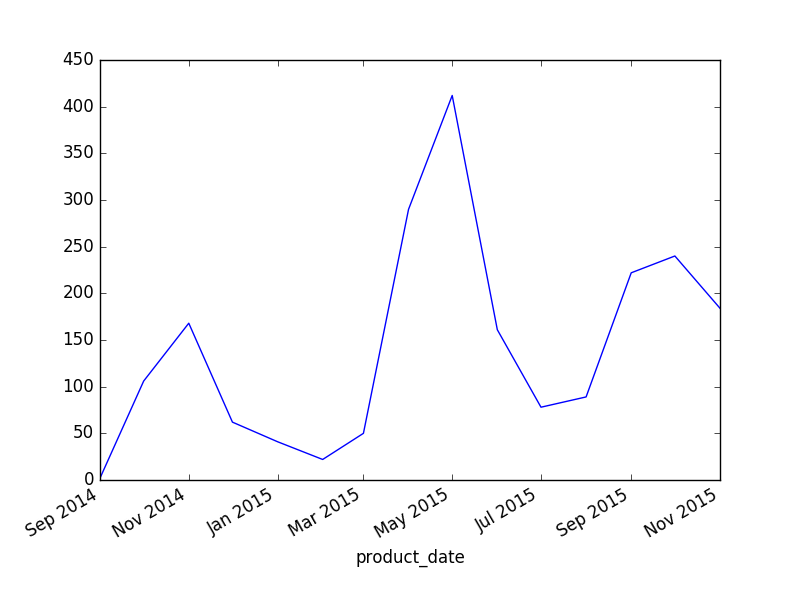 450
400
350
300
250
200
150
100
50
0
Sep 2014
Nov 2014
Jan 2015
Mar 2015
May 2015
Jul 2015
Sep 2015
Nov 2015
product_date